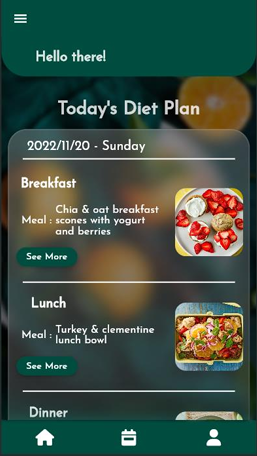 Hello there!
Today's Diet Plan
2022/11/20 - Sunday
Breakfast
Meal : Chia & oat breakfast
scones with yogurt
and berries
See More
Lunch
Meal : Turkey & clementine
lunch bowl
See More
Dinner